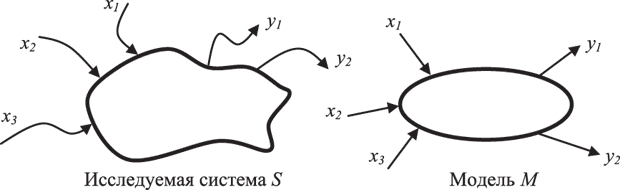 x₁
y₁
x₂
y₂
x₃
Исследуемая система S
x₁
y₁
x₂
x₃
y₂
Модель M